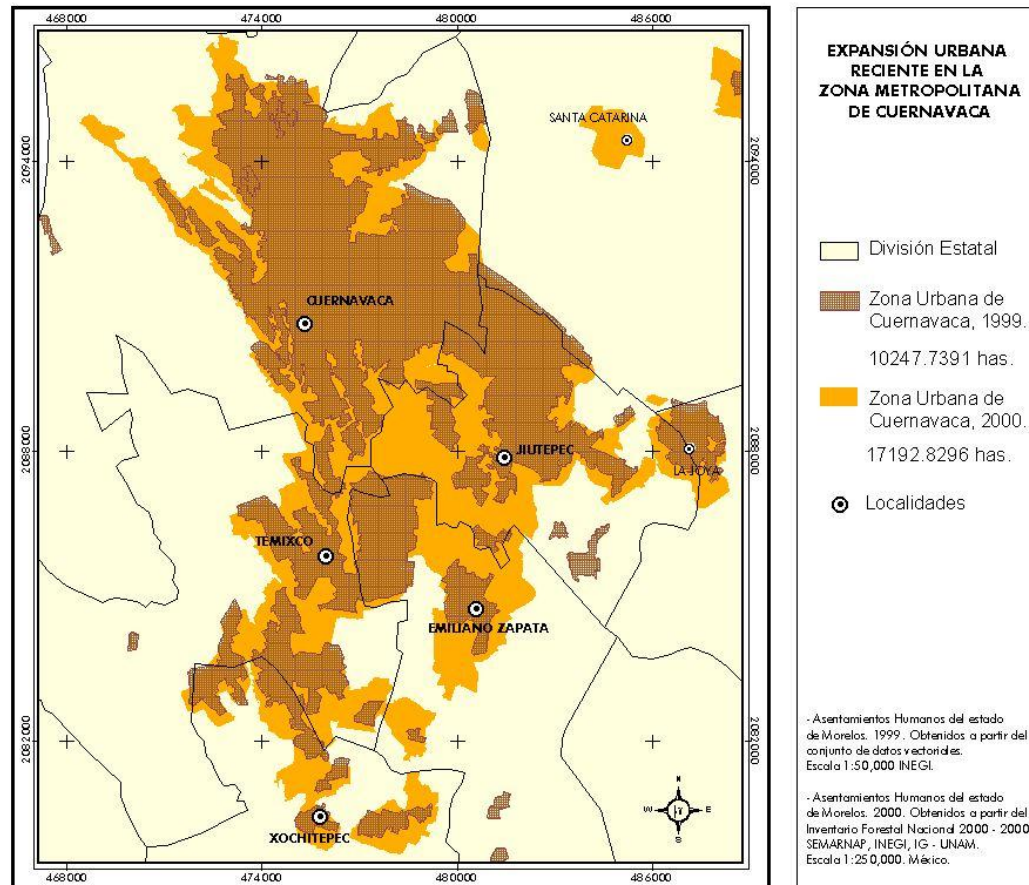 468000 474000 480000 486000
2094000 2094000
2088000 2088000
2082000 2082000
SANTA CATARINA
CUERNAVACA
JIUTEPEC
LA JOYA
TEMIXCO
EMILIANO ZAPATA
XOCHITEPEC
N
W E
S
468000 474000 480000 486000
EXPANSIÓN URBANA
RECIENTE EN LA
ZONA METROPOLITANA
DE CUERNAVACA
División Estatal
Zona Urbana de
Cuernavaca, 1999.
10247.7391 has.
Zona Urbana de
Cuernavaca, 2000.
17192.8296 has.
Localidades
- Asentamientos Humanos del estado
de Morelos. 1999. Obtenidos a partir del
conjunto de datos vectoriales.
Escala 1:50,000 INEGI.
- Asentamientos Humanos del estado
de Morelos. 2000. Obtenidos a partir del
Inventario Forestal Nacional 2000 - 2000
SEMARNAP, INEGI, IG - UNAM.
Escala 1:250,000. México.